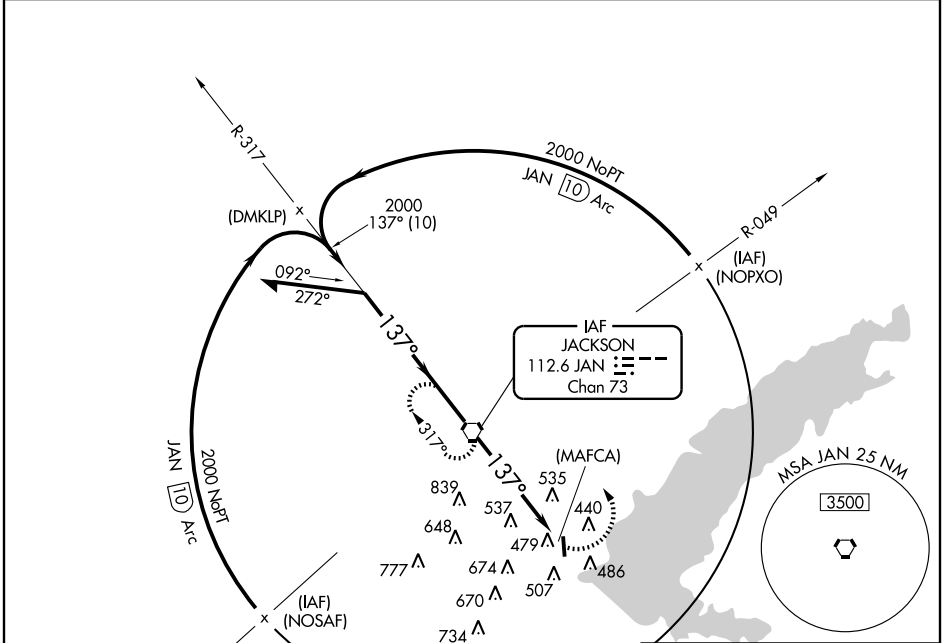 R-317
2000 NoPT
JAN 10 Arc
2000
137° (10)
(DMKLP)
R-049
(IAF)
(NOPXO)
092°
272°
137°
IAF
JACKSON
112.6 JAN
Chan 73
317°
137°
(MAFCA)
MSA JAN 25 NM
3500
2000 NoPT
JAN 10 Arc
839
535
537
440
648
479
777
674
507
486
670
734
(IAF)
(NOSAF)